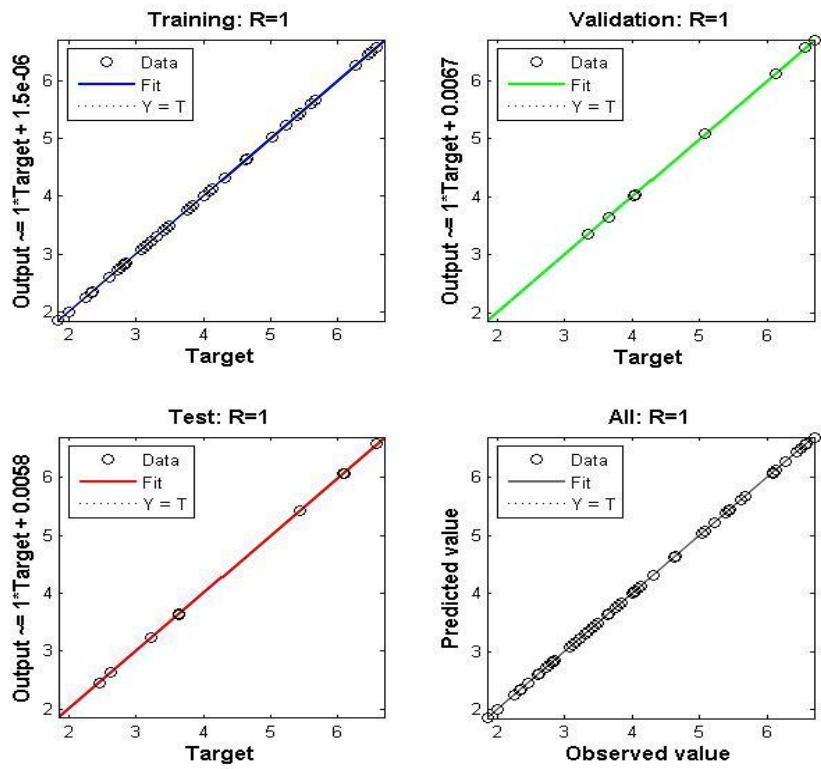 Training: R=1
Data
Fit
Y = T
Output ~= 1*Target + 1.5e-06
6
5
4
3
2
2 3 4 5 6
Target
Validation: R=1
Data
Fit
Y = T
Output ~= 1*Target + 0.0067
6
5
4
3
2
2 3 4 5 6
Target
Test: R=1
Data
Fit
Y = T
Output ~= 1*Target + 0.0058
6
5
4
3
2
2 3 4 5 6
Target
All: R=1
Data
Fit
Y = T
Predicted value
6
5
4
3
2
2 3 4 5 6
Observed value